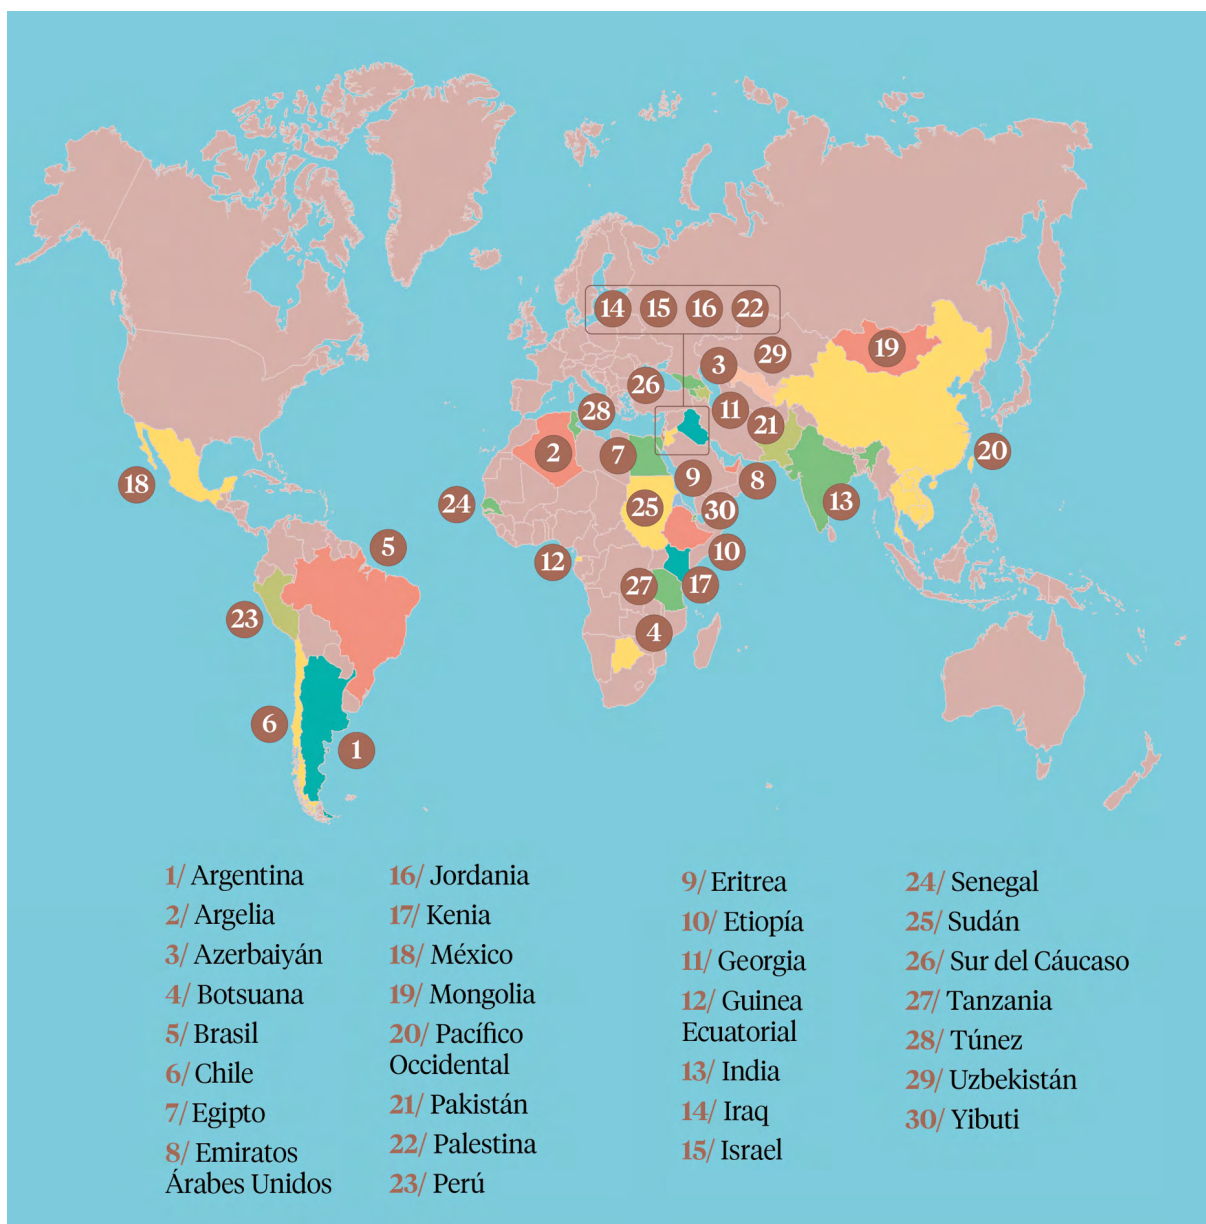 14 15 16 22
29
3
19
26
28
11
21
2
7
20
18
9
8
24
25
30
13
5
12
10
27
17
23
4
6
1
1/ Argentina
2/ Argelia
3/ Azerbaiyán
4/ Botsuana
5/ Brasil
6/ Chile
7/ Egipto
8/ Emiratos
Árabes Unidos
16/ Jordania
17/ Kenia
18/ México
19/ Mongolia
20/ Pacífico
Occidental
21/ Pakistán
22/ Palestina
23/ Perú
9/ Eritrea
10/ Etiopía
11/ Georgia
12/ Guinea
Ecuatorial
13/ India
14/ Iraq
15/ Israel
24/ Senegal
25/ Sudán
26/ Sur del Cáucaso
27/ Tanzania
28/ Túnez
29/ Uzbekistán
30/ Yibuti